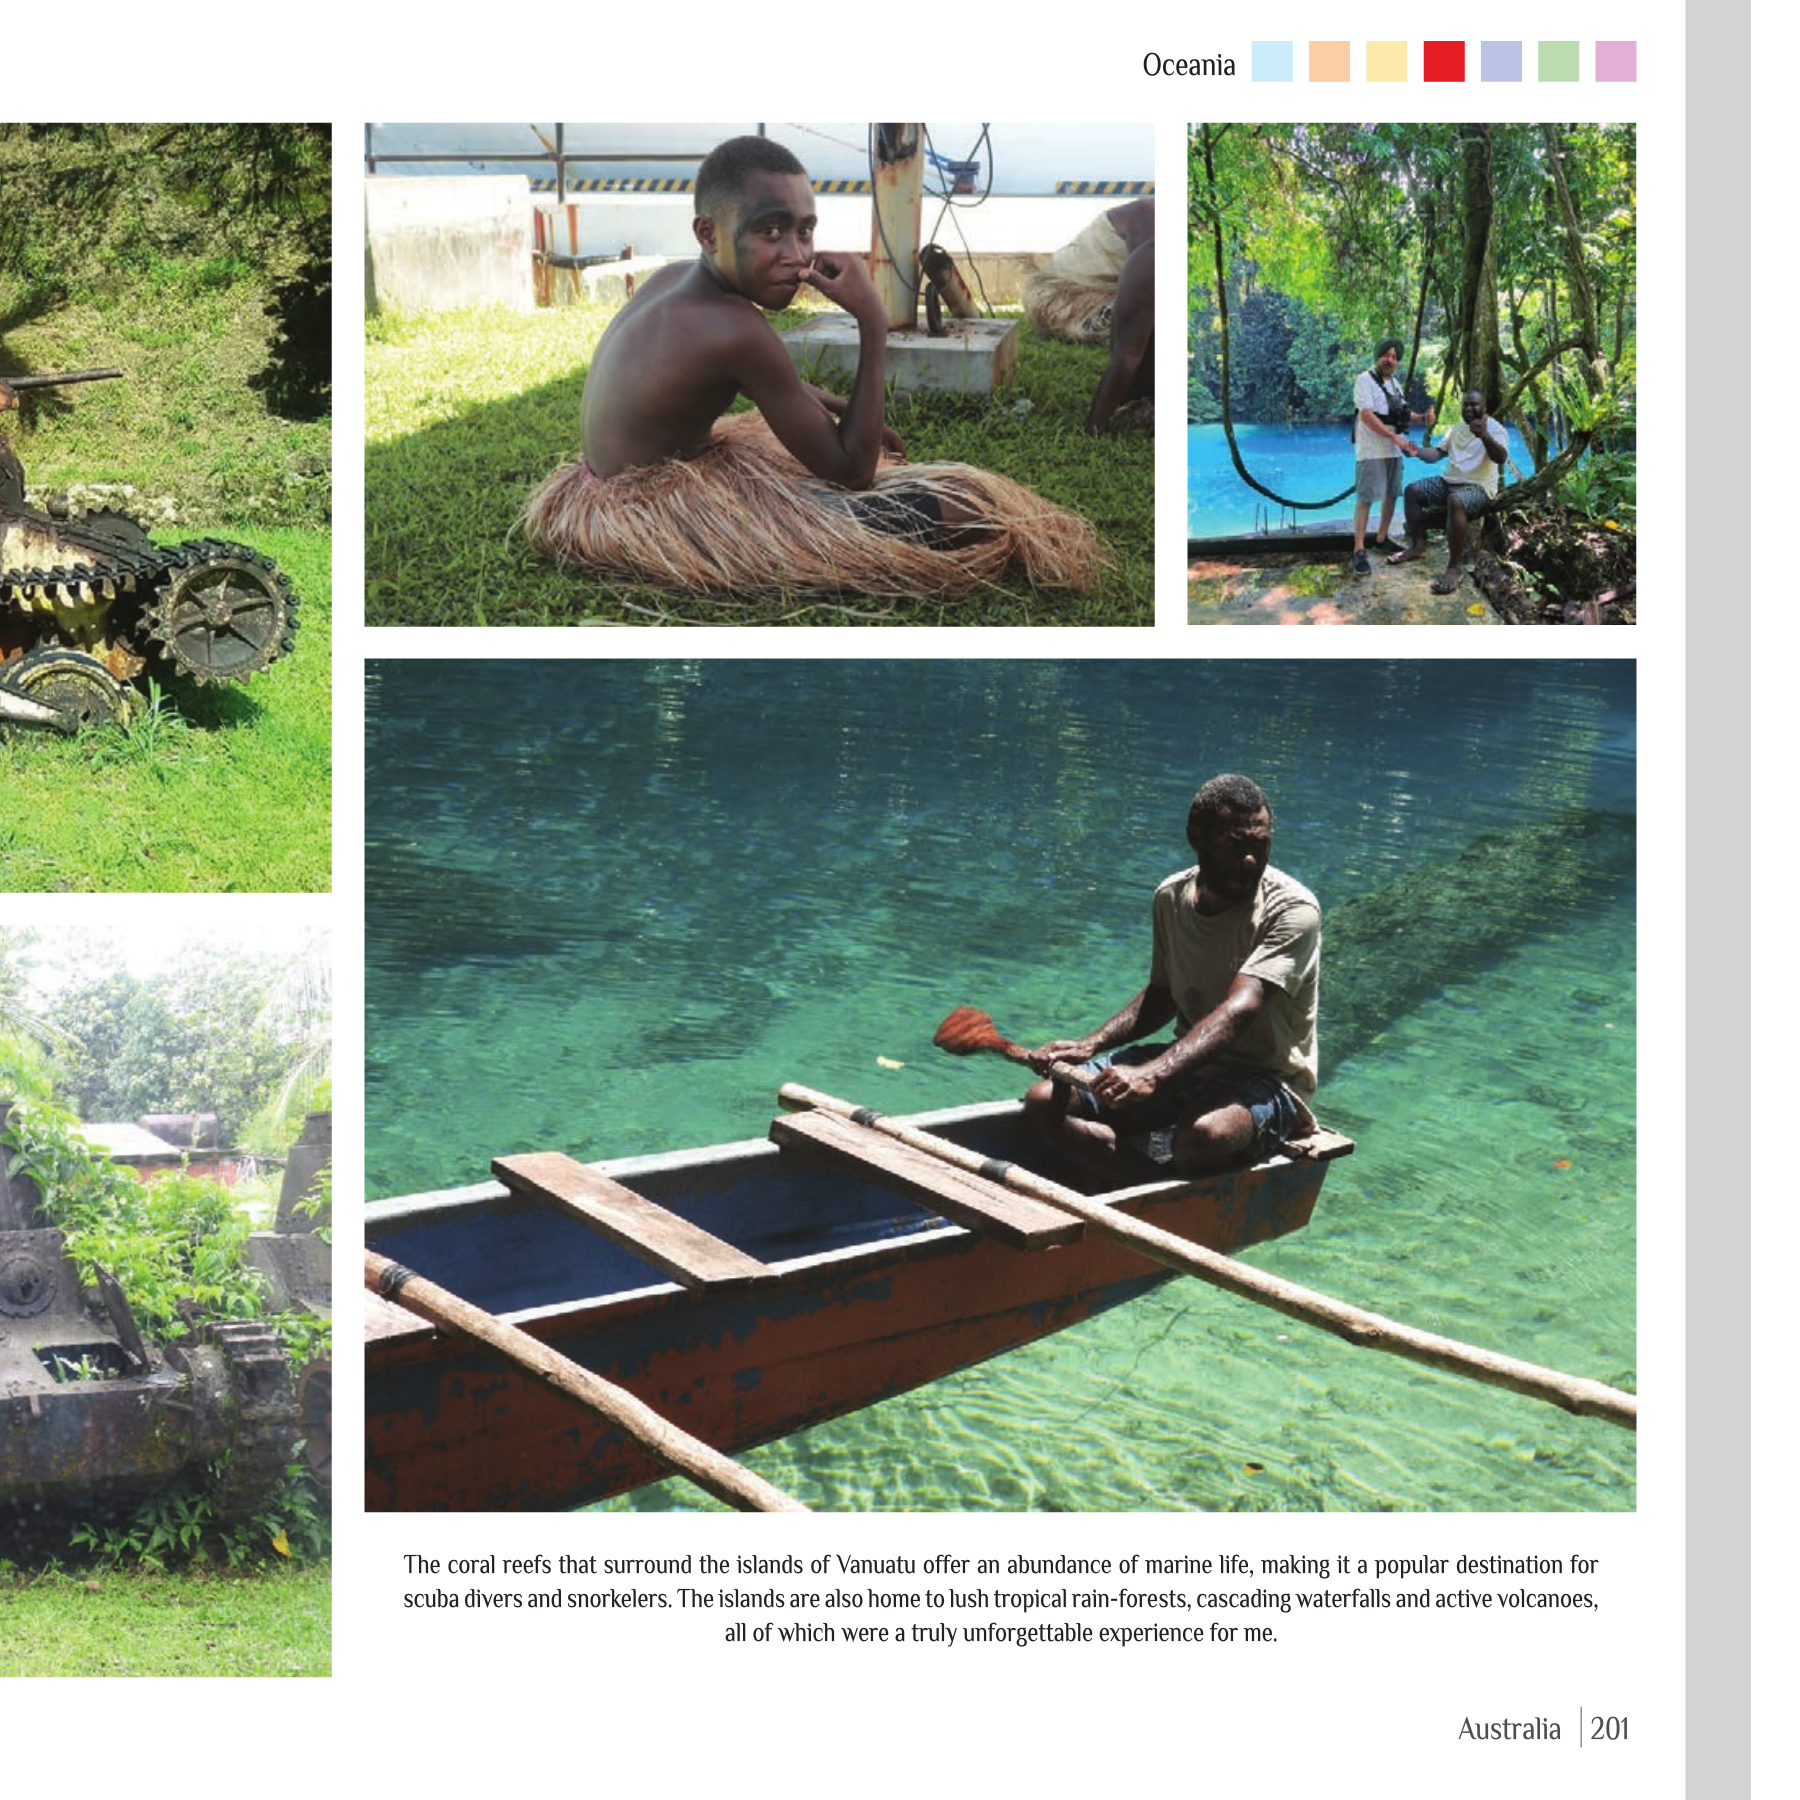 Oceania
The coral reefs that surround the islands of Vanuatu offer an abundance of marine life, making it a popular destination for
scuba divers and snorkelers. The islands are also home to lush tropical rain-forests, cascading waterfalls and active volcanoes,
all of which were a truly unforgettable experience for me.
Australia | 201